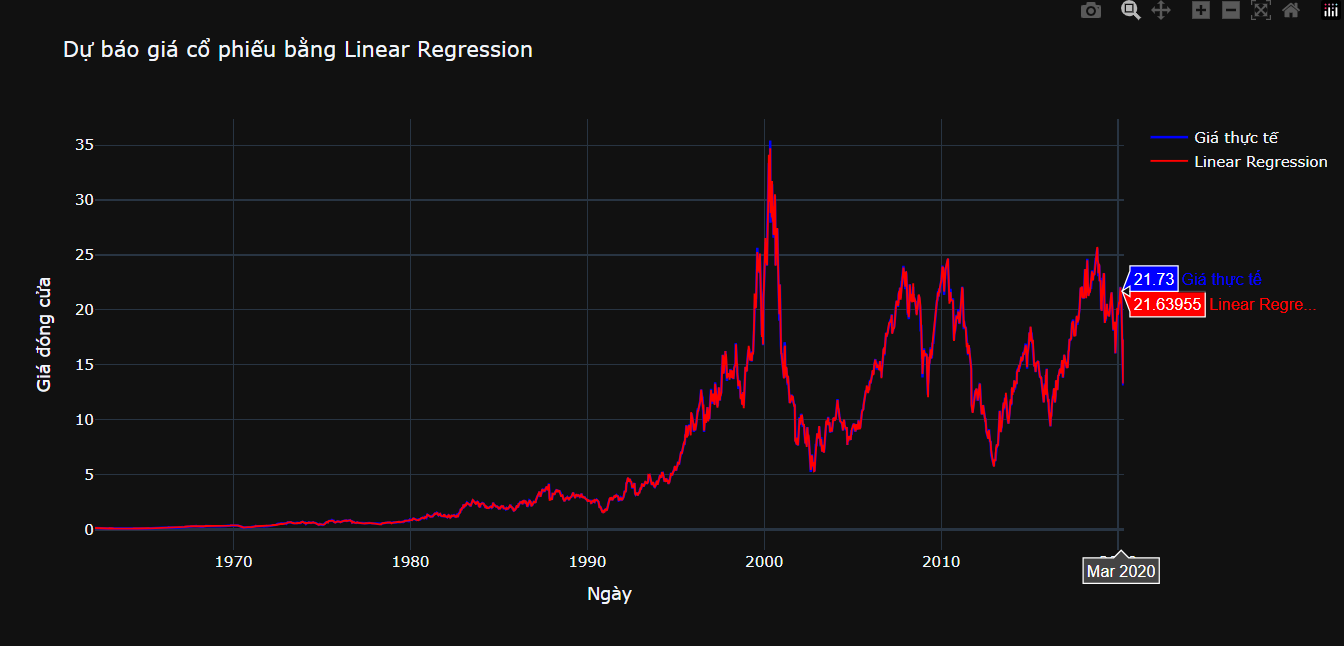 Dự báo giá cổ phiếu bằng Linear Regression
Giá thực tế
Linear Regression
Giá đóng cửa
35
30
25
20
15
10
5
0
21.73 Giá thực tế
21.63955 Linear Regre...
1970 1980 1990 2000 2010
Mar 2020
Ngày